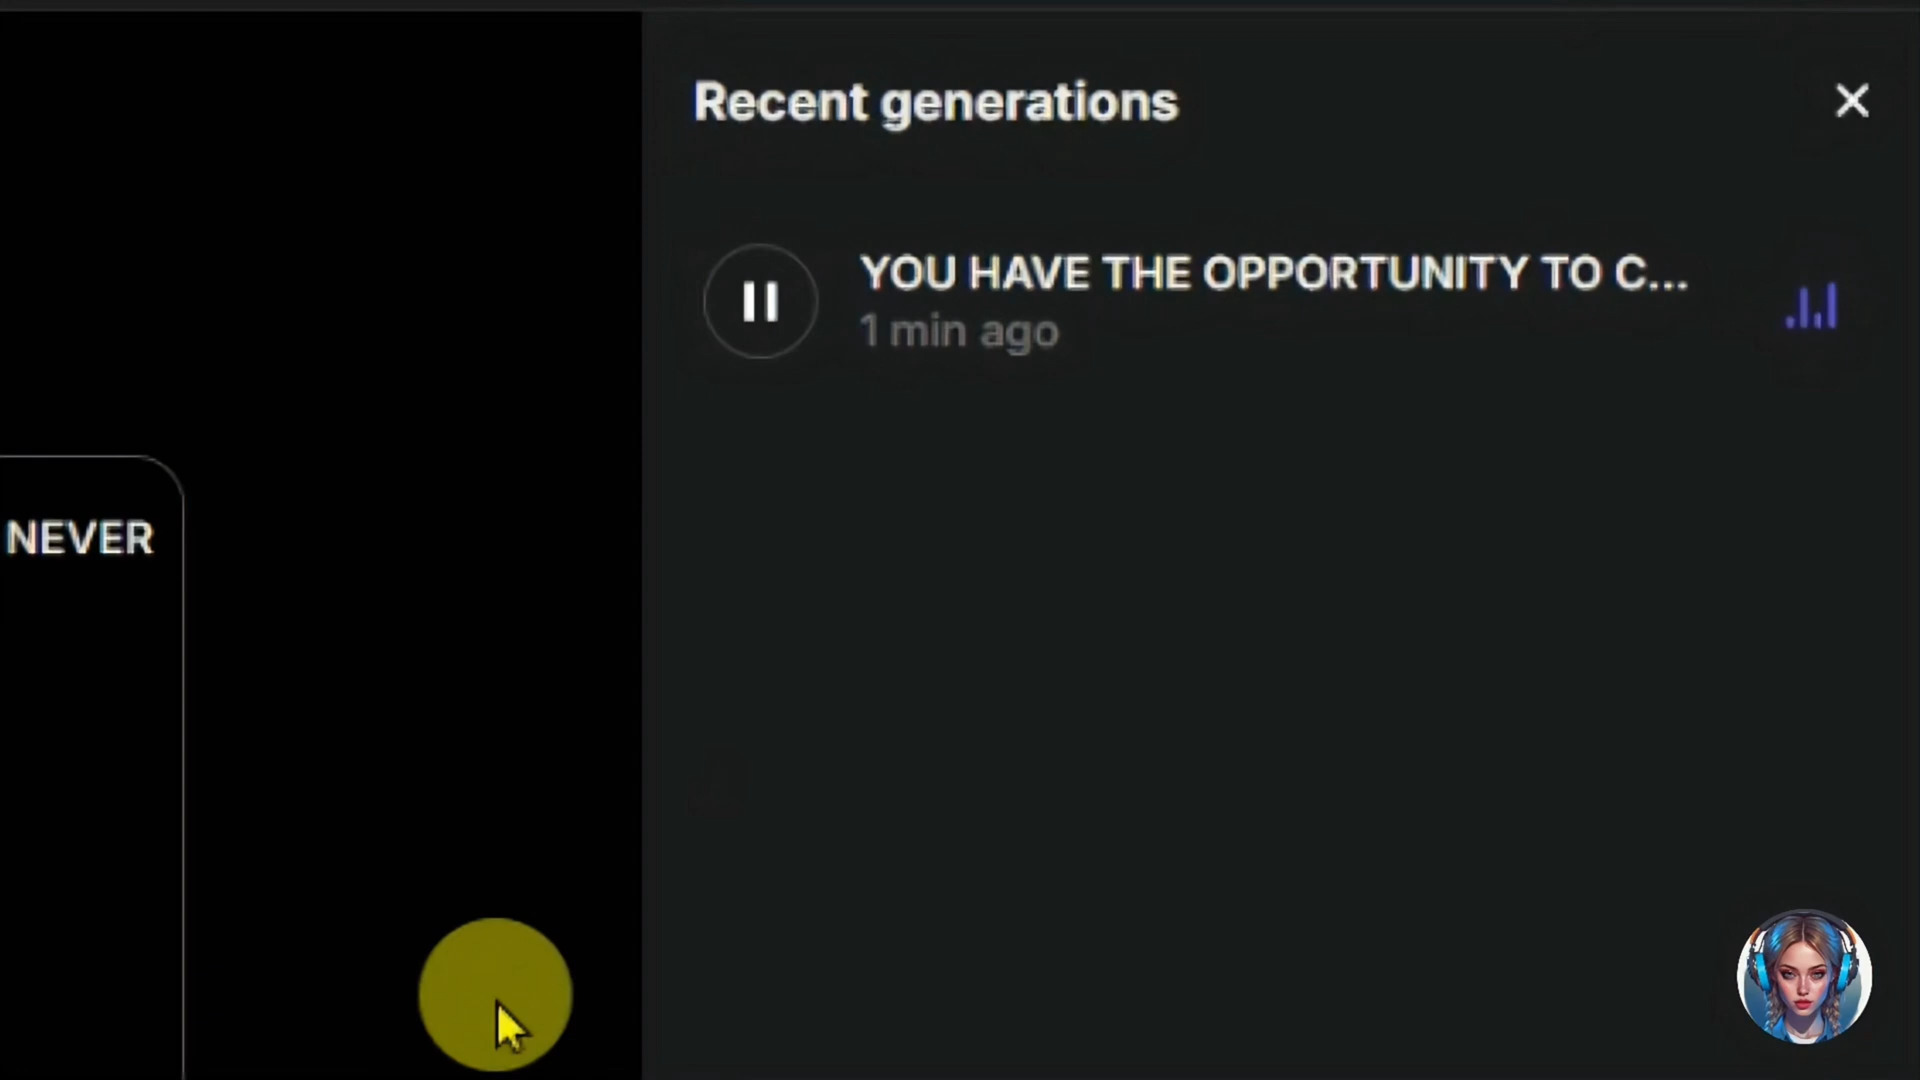 Recent generations
YOU HAVE THE OPPORTUNITY TO C...
1 min ago
NEVER